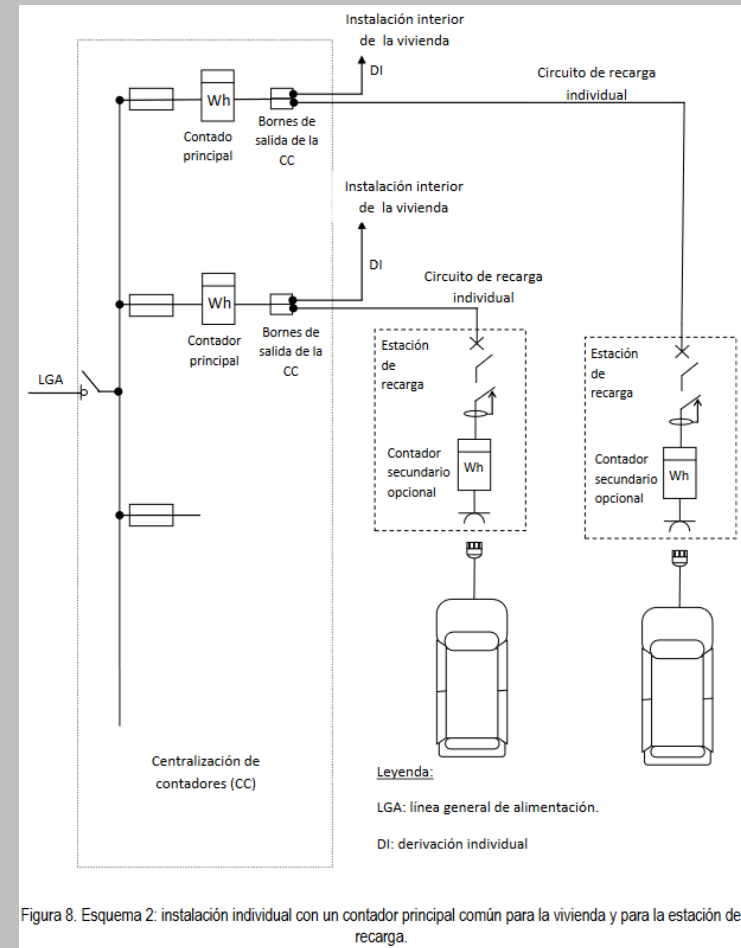 Instalación interior
de la vivienda
DI
Circuito de recarga
individual
Wh
Contado
principal
Bornes de
salida de la
CC
Instalación interior
de la vivienda
DI
Circuito de recarga
individual
Wh
Contador
principal
Bornes de
salida de la
CC
LGA
Estación
de
recarga
Contador
secundario
opcional
Wh
Estación
de
recarga
Contador
secundario
opcional
Wh
Centralización de
contadores (CC)
Leyenda:
LGA: línea general de alimentación.
DI: derivación individual
Figura 8. Esquema 2: instalación individual con un contador principal común para la vivienda y para la estación de
recarga.